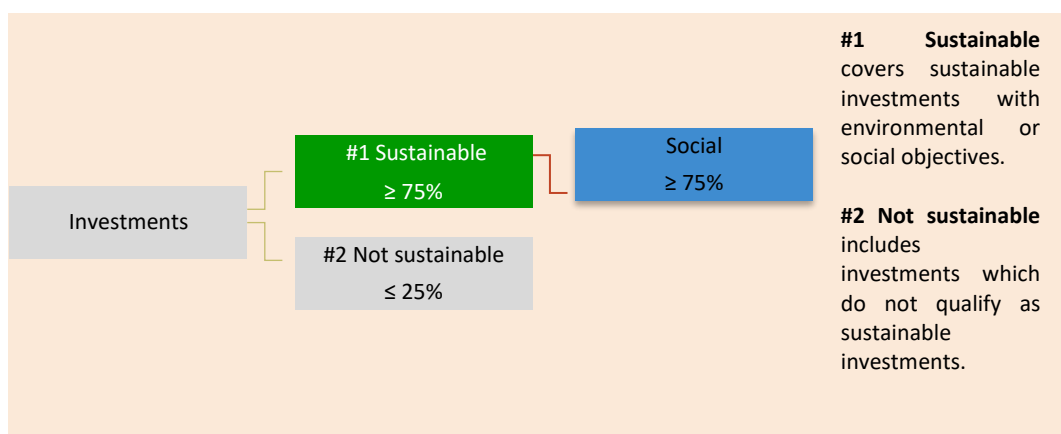 Investments
#1 Sustainable
≥ 75%
Social
≥ 75%
#2 Not sustainable
≤ 25%
#1 Sustainable
covers sustainable
investments with
environmental or
social objectives.
#2 Not sustainable
includes
investments which
do not qualify as
sustainable
investments.